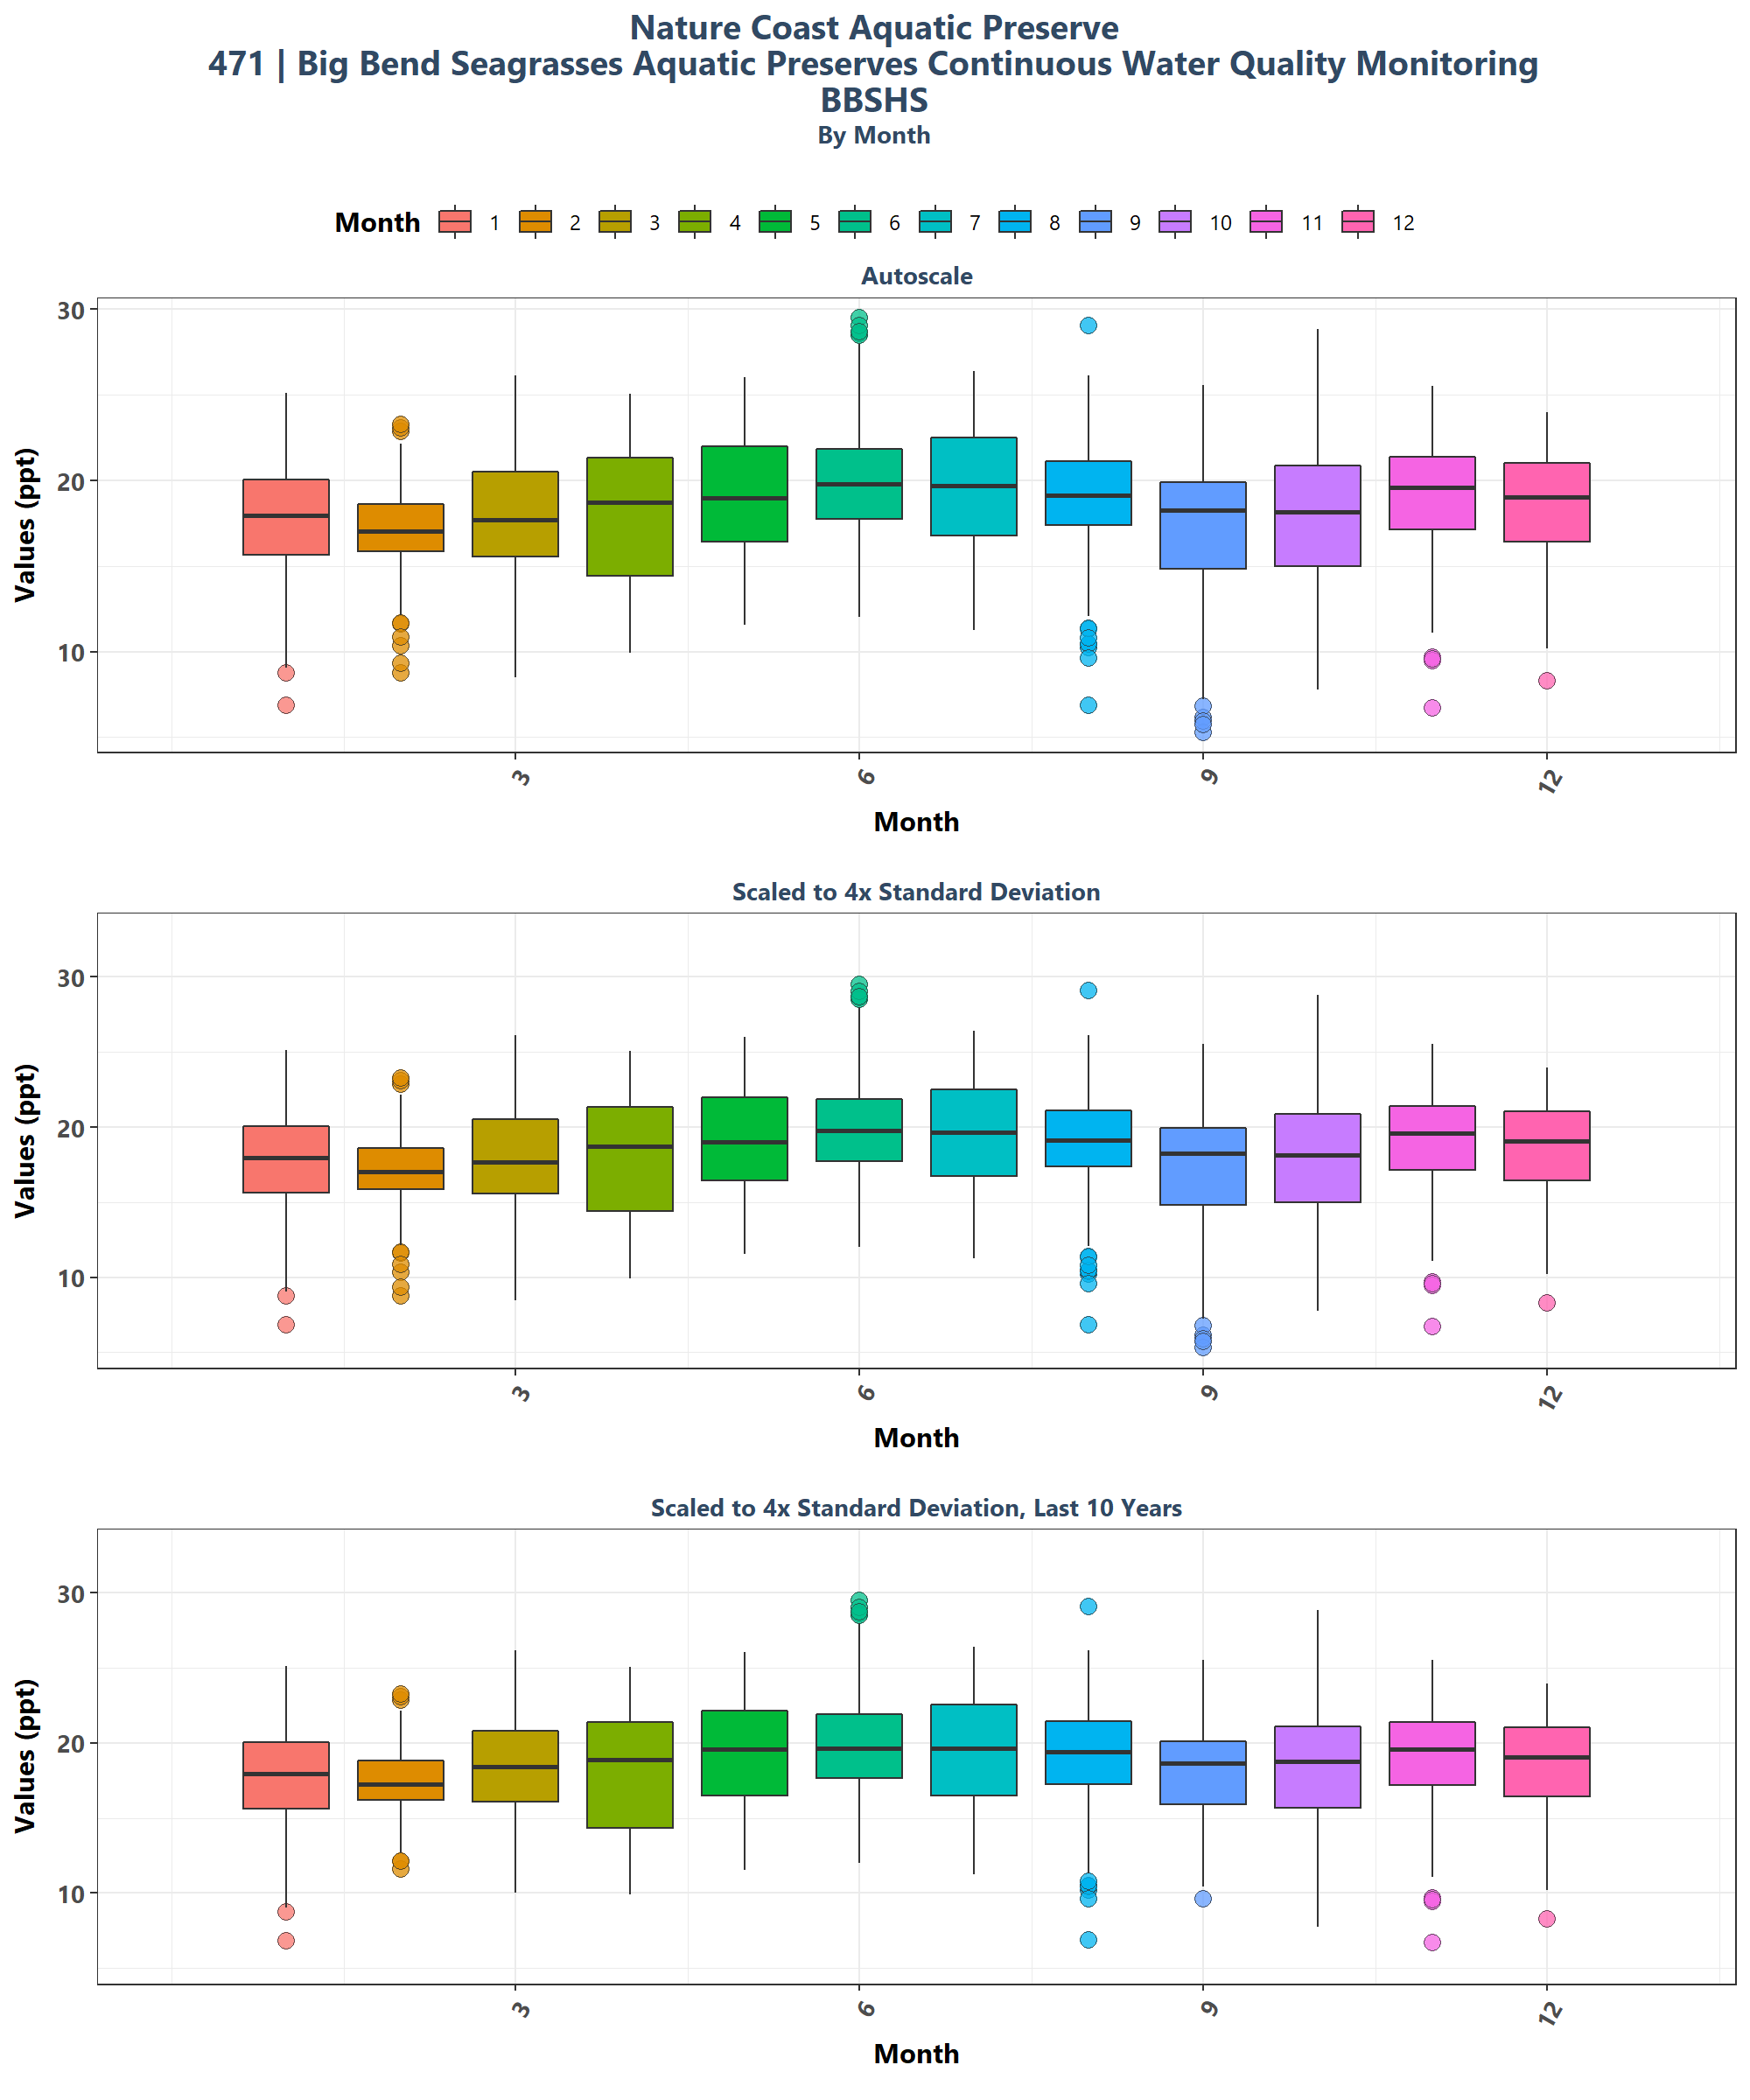 Nature Coast Aquatic Preserve
471 | Big Bend Seagrasses Aquatic Preserves Continuous Water Quality Monitoring
BBSHS
By Month
Month 1 2 3 4 5 6 7 8 9 10 11 12
Autoscale
Values (ppt)
30
20
10
3 6 9 12
Month
Scaled to 4x Standard Deviation
Values (ppt)
30
20
10
3 6 9 12
Month
Scaled to 4x Standard Deviation, Last 10 Years
Values (ppt)
30
20
10
3 6 9 12
Month